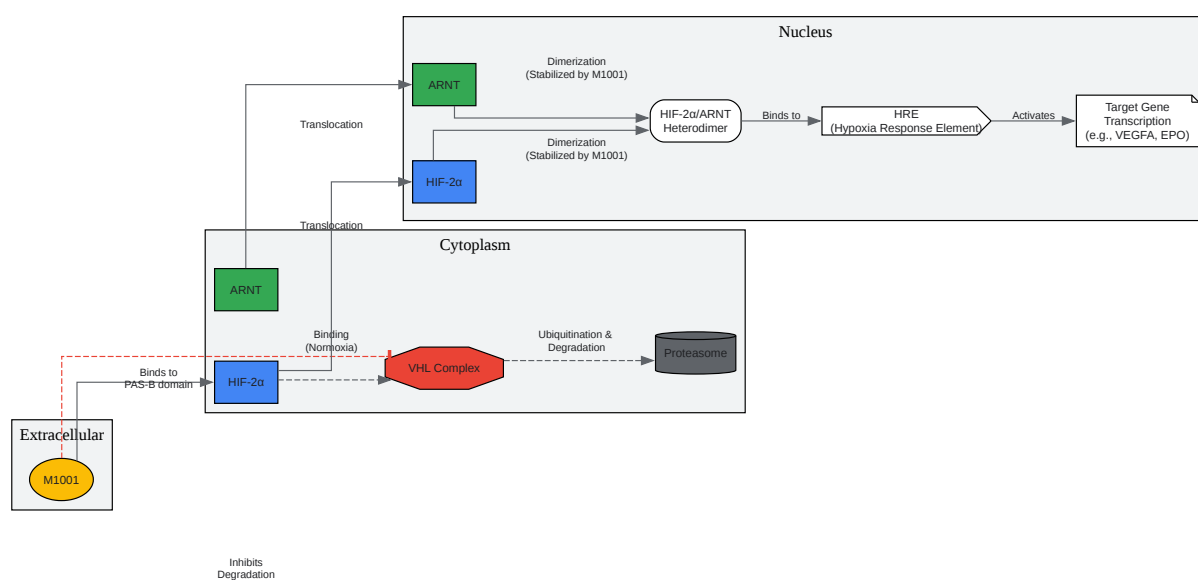 Nucleus
ARNT
Dimerization
(Stabilized by M1001)
Translocation
HIF-2α/ARNT
Heterodimer
Binds to
HRE
(Hypoxia Response Element)
Activates
Target Gene
Transcription
(e.g., VEGFA, EPO)
Dimerization
(Stabilized by M1001)
HIF-2α
Translocation
Cytoplasm
ARNT
Binding
(Normoxia)
Ubiquitination &
Degradation
Proteasome
VHL Complex
Binds to
PAS-B domain
HIF-2α
Extracellular
M1001
Inhibits
Degradation